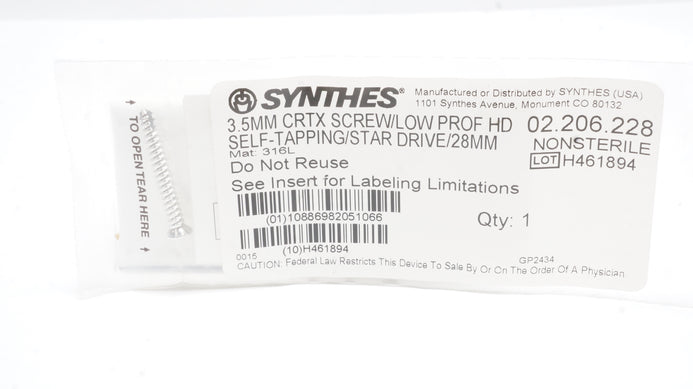 SYNTHES®
Manufactured or Distributed by SYNTHES (USA)
1101 Synthes Avenue, Monument CO 80132
3.5MM CRTX SCREW/LOW PROF HD
SELF-TAPPING/STAR DRIVE/28MM
02.206.228
NONSTERILE
LOT H461894
Mat: 316L
Do Not Reuse
See Insert for Labeling Limitations
(01)10886982051066
Qty: 1
(10)H461894
0015
GP2434
CAUTION: Federal Law Restricts This Device To Sale By Or On The Order Of A Physician.
TO OPEN TEAR HERE